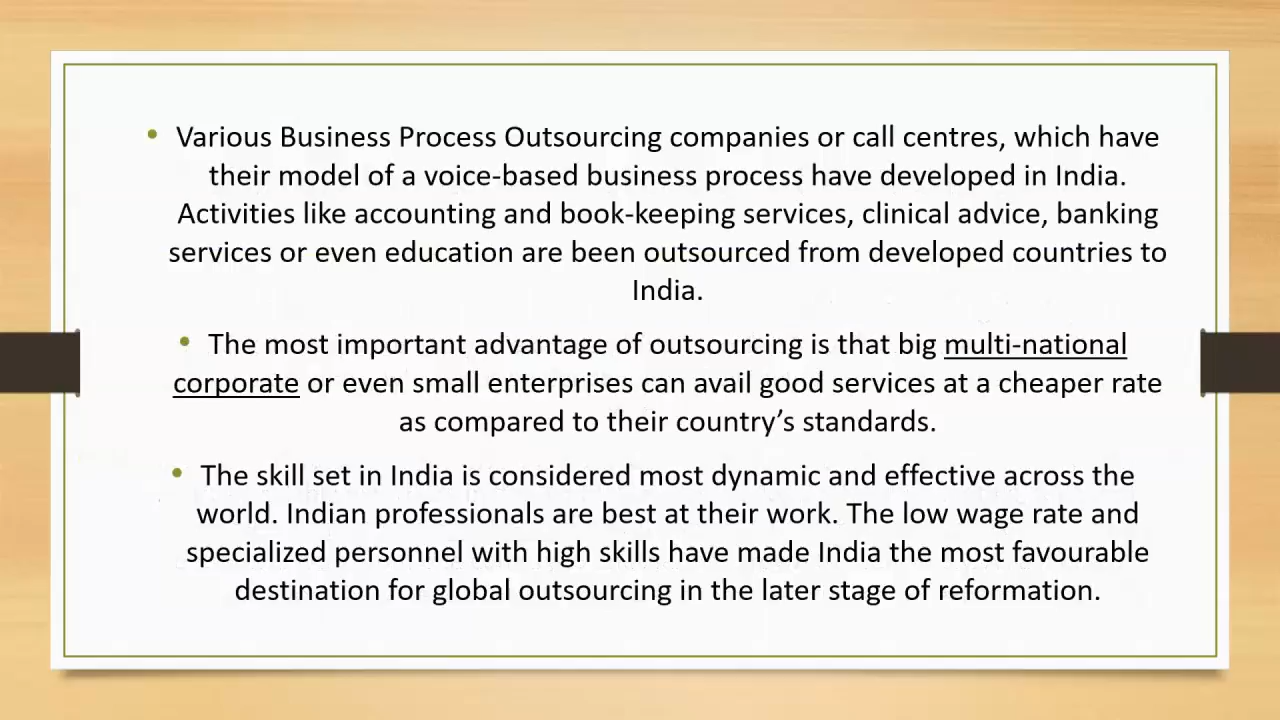 • Various Business Process Outsourcing companies or call centres, which have
their model of a voice-based business process have developed in India.
Activities like accounting and book-keeping services, clinical advice, banking
services or even education are been outsourced from developed countries to
India.
• The most important advantage of outsourcing is that big multi-national
corporate or even small enterprises can avail good services at a cheaper rate
as compared to their country’s standards.
• The skill set in India is considered most dynamic and effective across the
world. Indian professionals are best at their work. The low wage rate and
specialized personnel with high skills have made India the most favourable
destination for global outsourcing in the later stage of reformation.